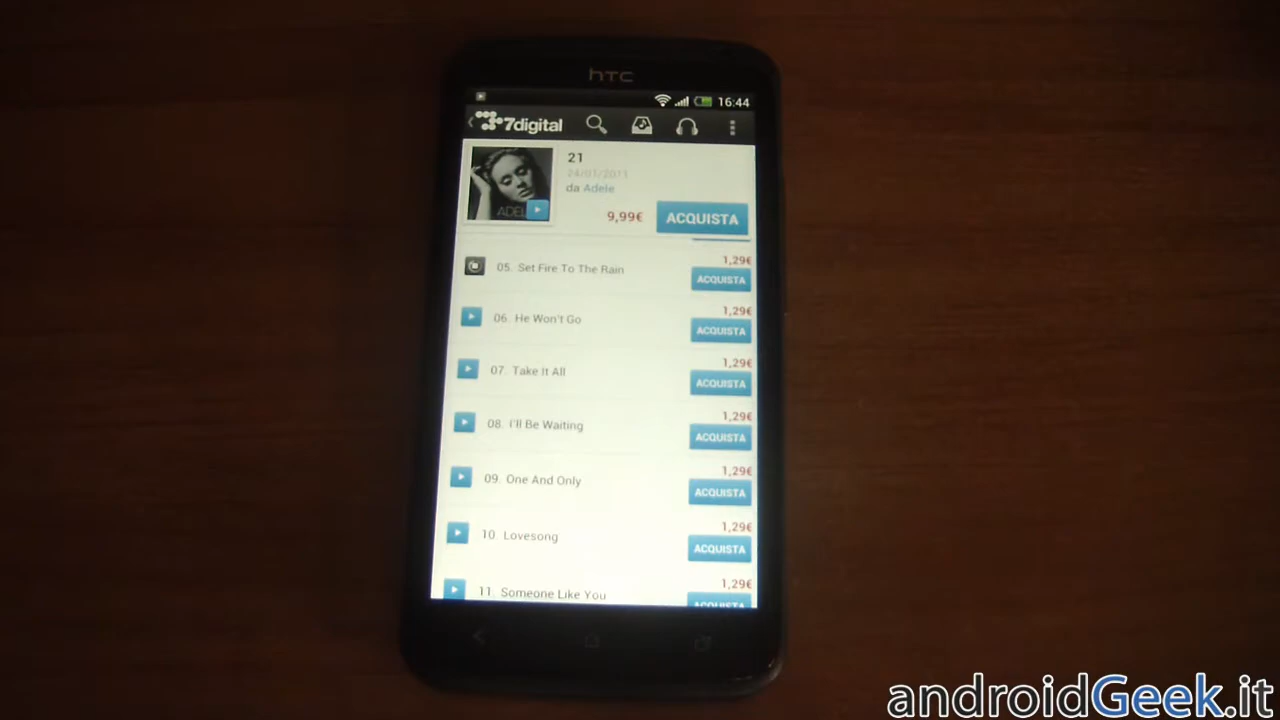 hTC
16:44
7digital
21
24/01/2011
da Adele
ADEL
9,99€ ACQUISTA
1,29€
05. Set Fire To The Rain
ACQUISTA
1,29€
06. He Won't Go
ACQUISTA
1,29€
07. Take It All
ACQUISTA
1,29€
08. I'll Be Waiting
ACQUISTA
1,29€
09. One And Only
ACQUISTA
1,29€
10. Lovesong
ACQUISTA
1,29€
11. Someone Like You
ACQUISTA
androidGeek.it